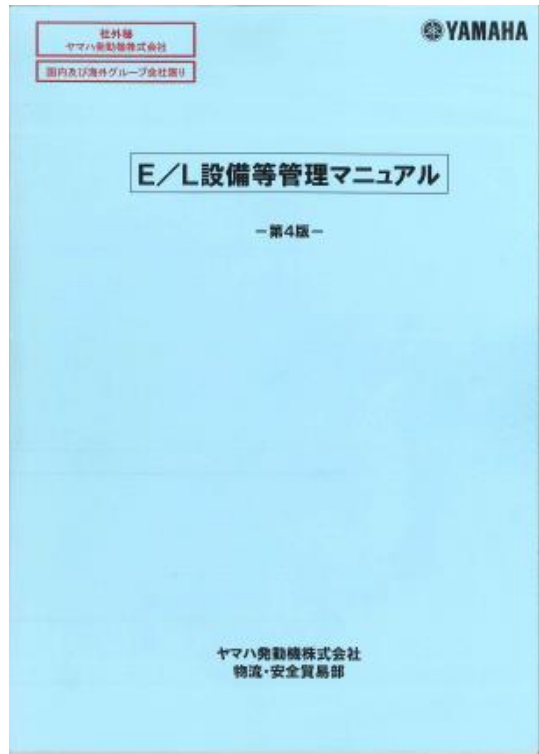 社外秘
ヤマハ発動機株式会社
国内及び海外グループ会社限り
YAMAHA
E／L設備等管理マニュアル
－第4版－
ヤマハ発動機株式会社
物流・安全貿易部